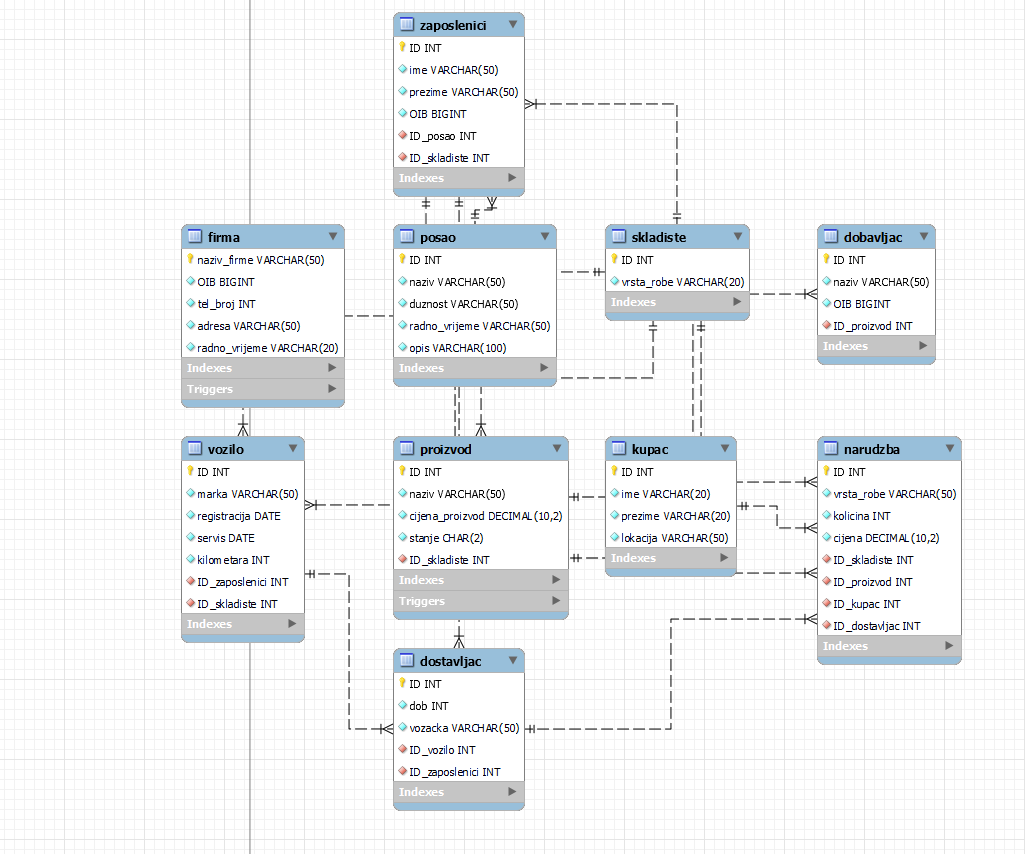 zaposlenici
ID INT
ime VARCHAR(50)
prezime VARCHAR(50)
OIB BIGINT
ID_posao INT
ID_skladiste INT
Indexes
firma
naziv_firme VARCHAR(50)
OIB BIGINT
tel_broj INT
adresa VARCHAR(50)
radno_vrijeme VARCHAR(20)
Indexes
Triggers
posao
ID INT
naziv VARCHAR(50)
duznost VARCHAR(50)
radno_vrijeme VARCHAR(50)
opis VARCHAR(100)
Indexes
skladiste
ID INT
vrsta_robe VARCHAR(20)
Indexes
dobavljac
ID INT
naziv VARCHAR(50)
OIB BIGINT
ID_proizvod INT
Indexes
vozilo
ID INT
marka VARCHAR(50)
registracija DATE
servis DATE
kilometara INT
ID_zaposlenici INT
ID_skladiste INT
Indexes
proizvod
ID INT
naziv VARCHAR(50)
cijena_proizvod DECIMAL(10,2)
stanje CHAR(2)
ID_skladiste INT
Indexes
Triggers
kupac
ID INT
ime VARCHAR(20)
prezime VARCHAR(20)
lokacija VARCHAR(50)
Indexes
narudzba
ID INT
vrsta_robe VARCHAR(50)
kolicina INT
cijena DECIMAL(10,2)
ID_skladiste INT
ID_proizvod INT
ID_kupac INT
ID_dostavljac INT
Indexes
dostavljac
ID INT
dob INT
vozacka VARCHAR(50)
ID_vozilo INT
ID_zaposlenici INT
Indexes